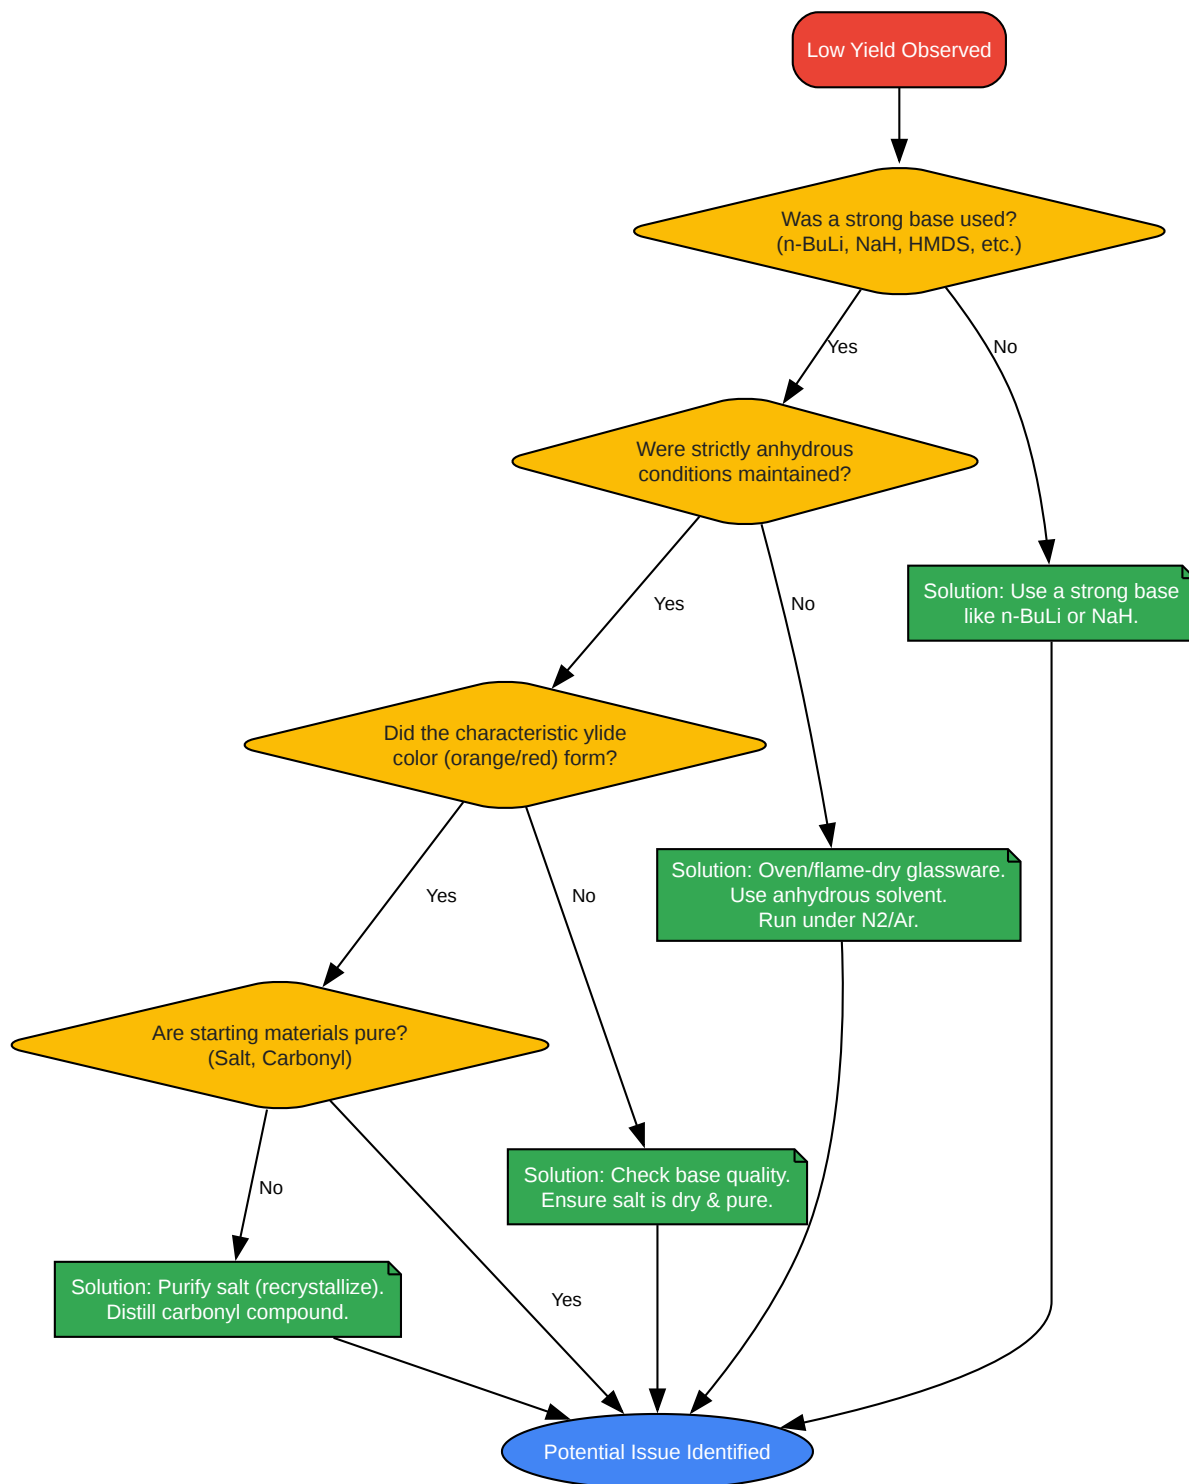 Low Yield Observed
Was a strong base used?
(n-BuLi, NaH, HMDS, etc.)
Yes
No
Were strictly anhydrous
conditions maintained?
Solution: Use a strong base
like n-BuLi or NaH.
Yes
No
Did the characteristic ylide
color (orange/red) form?
Solution: Oven/flame-dry glassware.
Use anhydrous solvent.
Run under N2/Ar.
Yes
No
Are starting materials pure?
(Salt, Carbonyl)
Solution: Check base quality.
Ensure salt is dry & pure.
No
Yes
Solution: Purify salt (recrystallize).
Distill carbonyl compound.
Potential Issue Identified